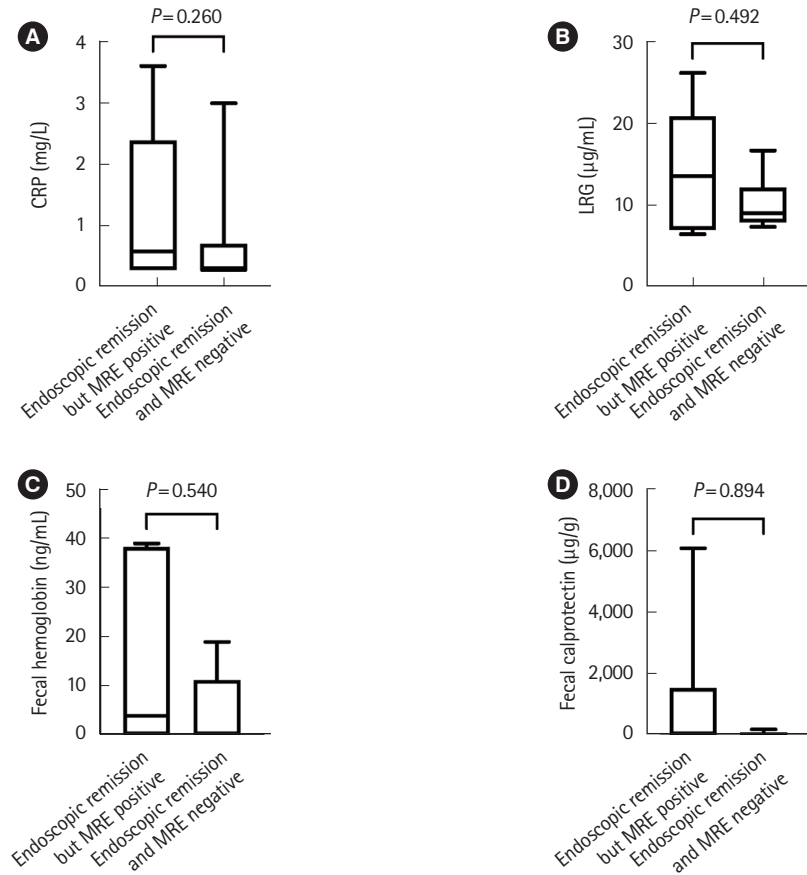 A
P=0.260
CRP (mg/L)
4
3
2
1
0
Endoscopic remission
but MRE positive
Endoscopic remission
and MRE negative
B
P=0.492
LRG (μg/mL)
30
20
10
0
Endoscopic remission
but MRE positive
Endoscopic remission
and MRE negative
C
P=0.540
Fecal hemoglobin (ng/mL)
50
40
30
20
10
0
Endoscopic remission
but MRE positive
Endoscopic remission
and MRE negative
D
P=0.894
Fecal calprotectin (μg/g)
8,000
6,000
4,000
2,000
0
Endoscopic remission
but MRE positive
Endoscopic remission
and MRE negative